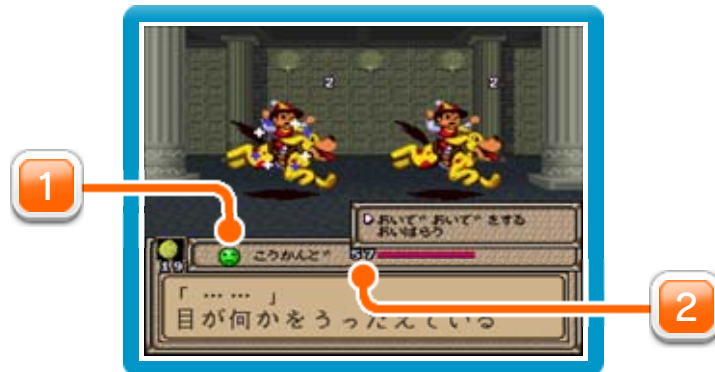 2
2
1
おいで おいで をする
おいはらう
19
こうかんど
37
2
「 …… 」
目が何かをうったえている